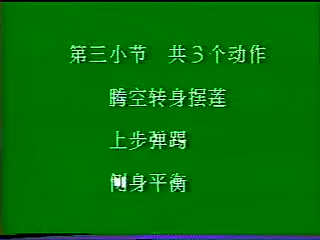 第三小节 共3个动作
腾空转身摆莲
上步弹踢
侧身平衡